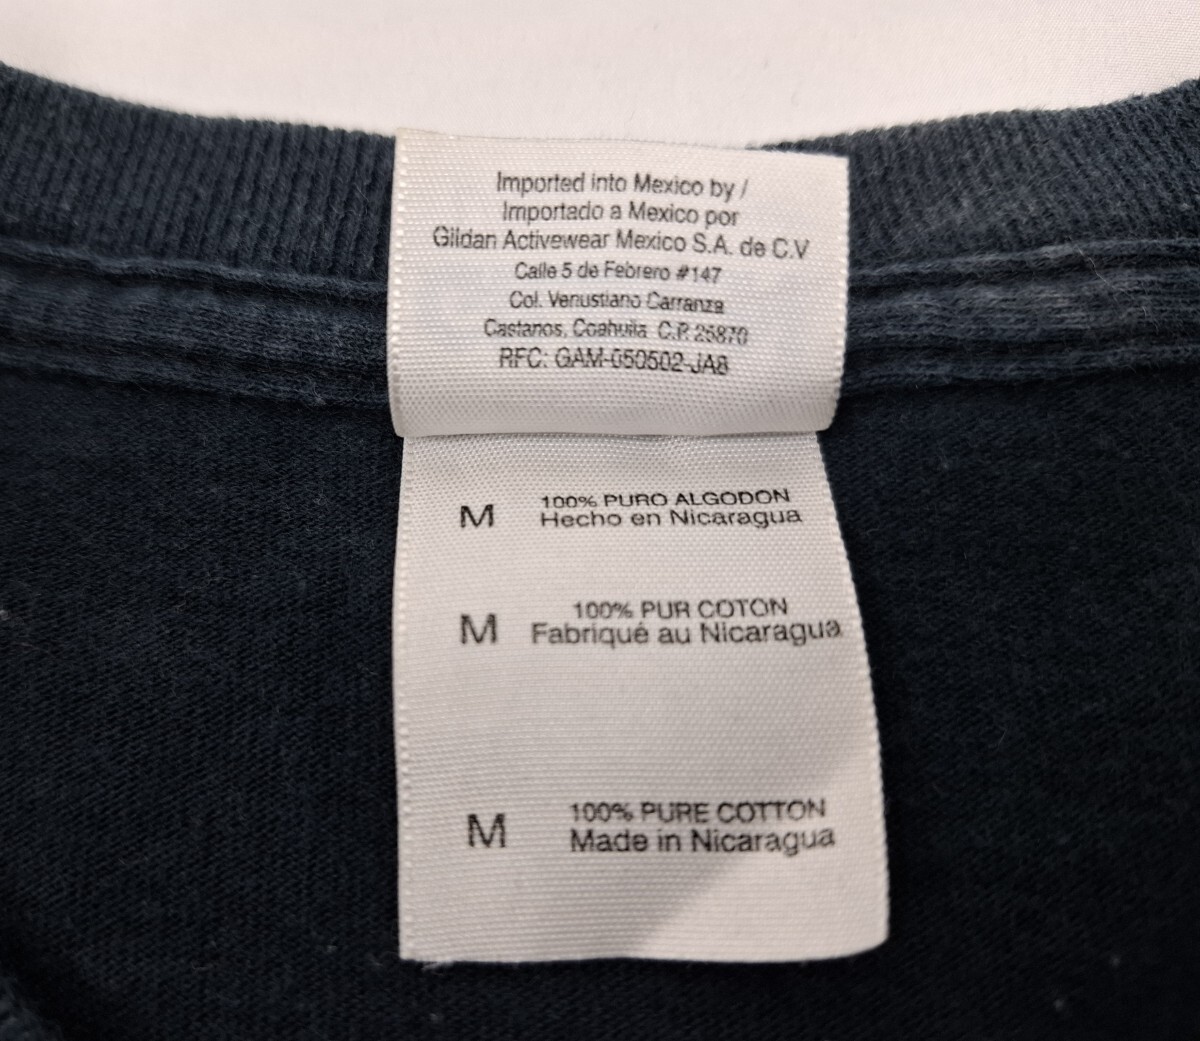 Imported into Mexico by /
Importado a Mexico por
Gildan Activewear Mexico S.A. de C.V
Calle 5 de Febrero #147
Col. Venustiano Carranza
Castanos, Coahuila C.P. 25870
RFC: GAM-050502-JA8
M 100% PURO ALGODON
Hecho en Nicaragua
M 100% PUR COTON
Fabriqué au Nicaragua
M 100% PURE COTTON
Made in Nicaragua